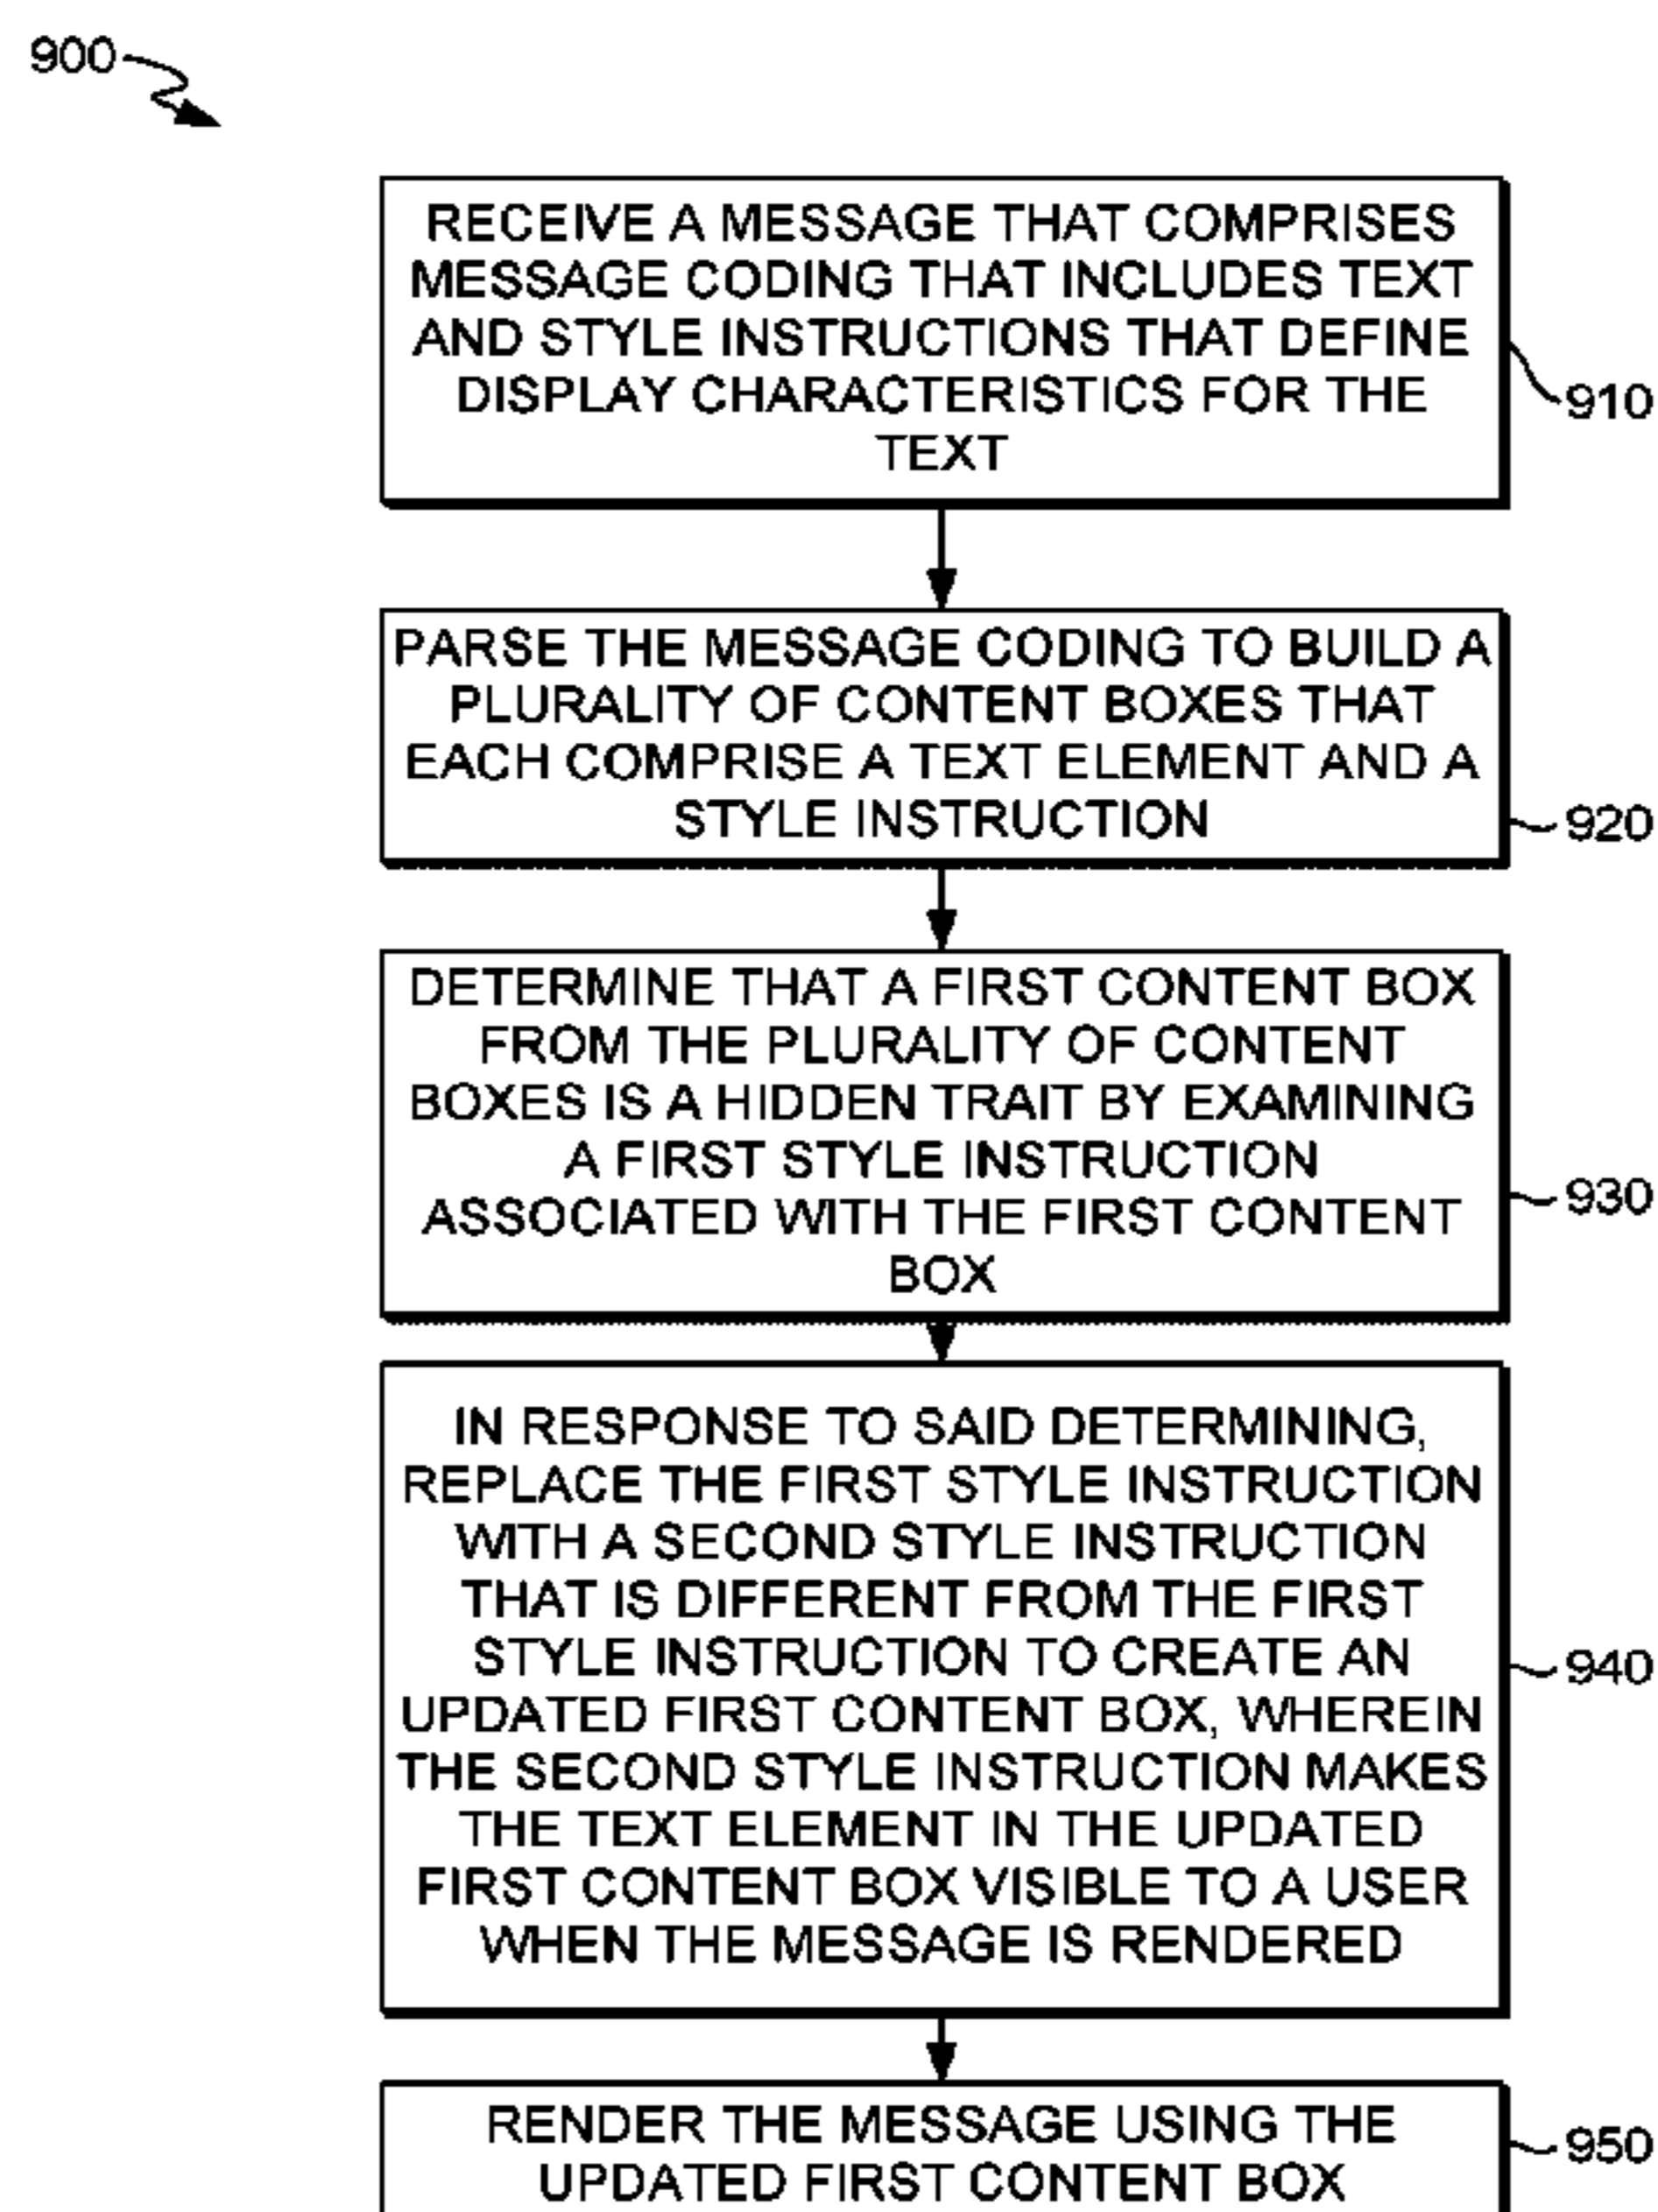 900
RECEIVE A MESSAGE THAT COMPRISES
MESSAGE CODING THAT INCLUDES TEXT
AND STYLE INSTRUCTIONS THAT DEFINE
DISPLAY CHARACTERISTICS FOR THE
TEXT
910
PARSE THE MESSAGE CODING TO BUILD A
PLURALITY OF CONTENT BOXES THAT
EACH COMPRISE A TEXT ELEMENT AND A
STYLE INSTRUCTION
920
DETERMINE THAT A FIRST CONTENT BOX
FROM THE PLURALITY OF CONTENT
BOXES IS A HIDDEN TRAIT BY EXAMINING
A FIRST STYLE INSTRUCTION
ASSOCIATED WITH THE FIRST CONTENT
BOX
930
IN RESPONSE TO SAID DETERMINING,
REPLACE THE FIRST STYLE INSTRUCTION
WITH A SECOND STYLE INSTRUCTION
THAT IS DIFFERENT FROM THE FIRST
STYLE INSTRUCTION TO CREATE AN
UPDATED FIRST CONTENT BOX, WHEREIN
THE SECOND STYLE INSTRUCTION MAKES
THE TEXT ELEMENT IN THE UPDATED
FIRST CONTENT BOX VISIBLE TO A USER
WHEN THE MESSAGE IS RENDERED
940
RENDER THE MESSAGE USING THE
UPDATED FIRST CONTENT BOX
950